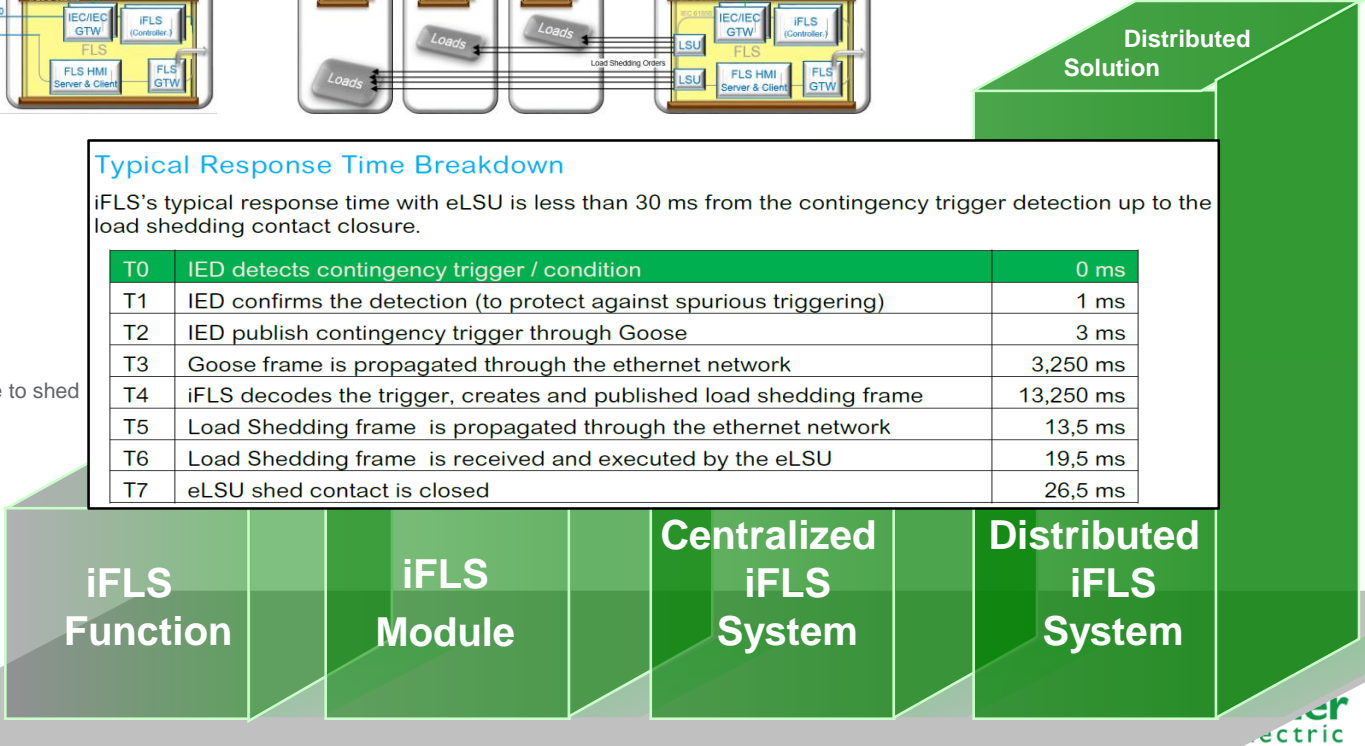 IEC/IEC
GTW
iFLS
(Controller.)
FLS
FLS HMI
Server & Client
FLS
GTW
Loads
Loads
Loads
Load Shedding Orders
IEC 61850
LSU
LSU
IEC/IEC
GTW
iFLS
(Controller.)
FLS
FLS HMI
Server & Client
FLS
GTW
Distributed
Solution
Typical Response Time Breakdown
iFLS's typical response time with eLSU is less than 30 ms from the contingency trigger detection up to the
load shedding contact closure.
T0 IED detects contingency trigger / condition 0 ms
T1 IED confirms the detection (to protect against spurious triggering) 1 ms
T2 IED publish contingency trigger through Goose 3 ms
T3 Goose frame is propagated through the ethernet network 3,250 ms
T4 iFLS decodes the trigger, creates and published load shedding frame 13,250 ms
T5 Load Shedding frame is propagated through the ethernet network 13,5 ms
T6 Load Shedding frame is received and executed by the eLSU 19,5 ms
T7 eLSU shed contact is closed 26,5 ms
to shed
iFLS
Function
iFLS
Module
Centralized
iFLS
System
Distributed
iFLS
System
er
ectric